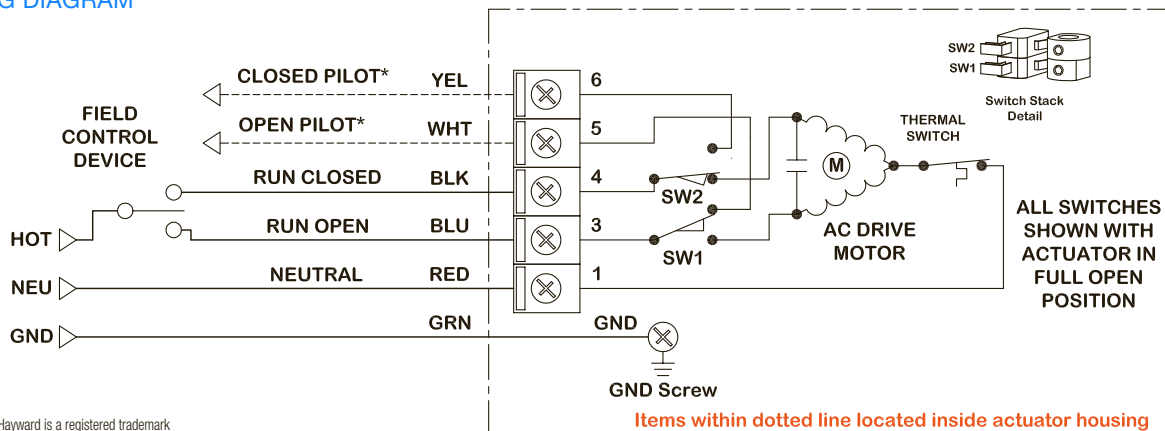 G DIAGRAM
CLOSED PILOT* YEL 6
OPEN PILOT* WHT 5
FIELD
CONTROL
DEVICE
RUN CLOSED BLK 4
RUN OPEN BLU 3
HOT
NEUTRAL RED 1
NEU
GRN GND
GND
GND Screw
SW2
SW1
SW2
SW1
Switch Stack
Detail
THERMAL
SWITCH
M
AC DRIVE
MOTOR
ALL SWITCHES
SHOWN WITH
ACTUATOR IN
FULL OPEN
POSITION
Hayward is a registered trademark
Items within dotted line located inside actuator housing